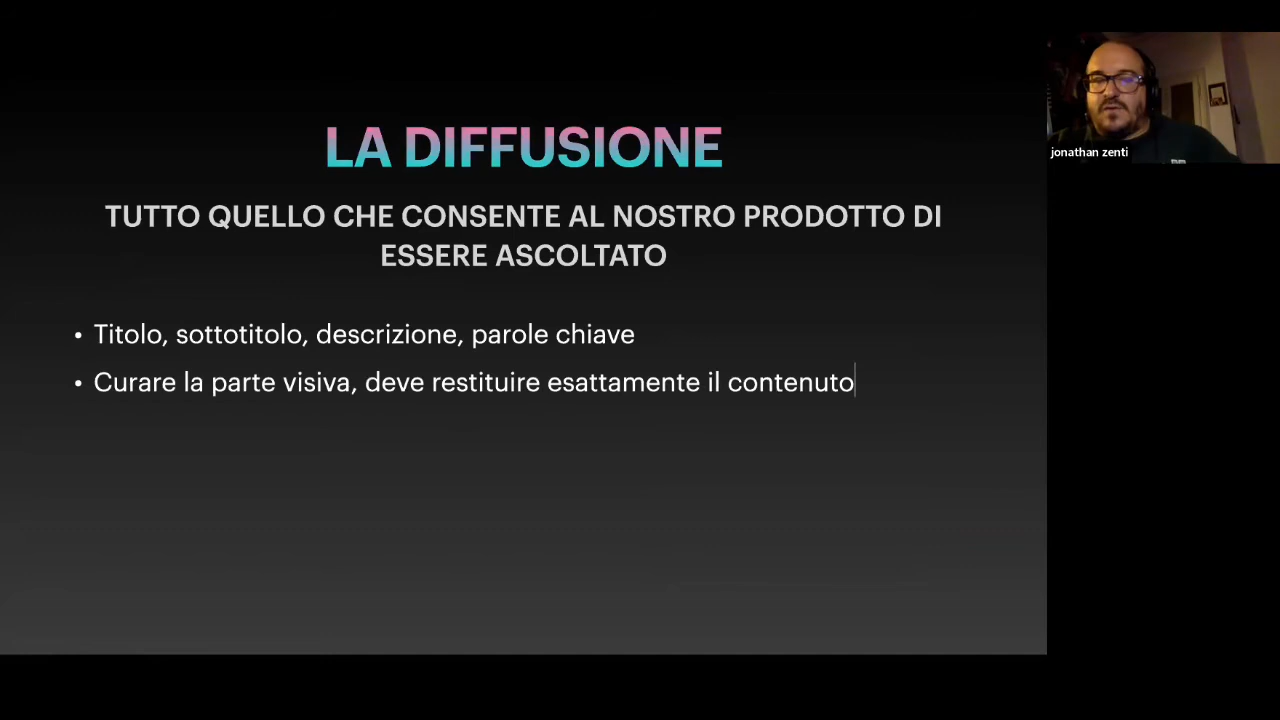 LA DIFFUSIONE
TUTTO QUELLO CHE CONSENTE AL NOSTRO PRODOTTO DI
ESSERE ASCOLTATO
• Titolo, sottotitolo, descrizione, parole chiave
• Curare la parte visiva, deve restituire esattamente il contenuto
jonathan zenti